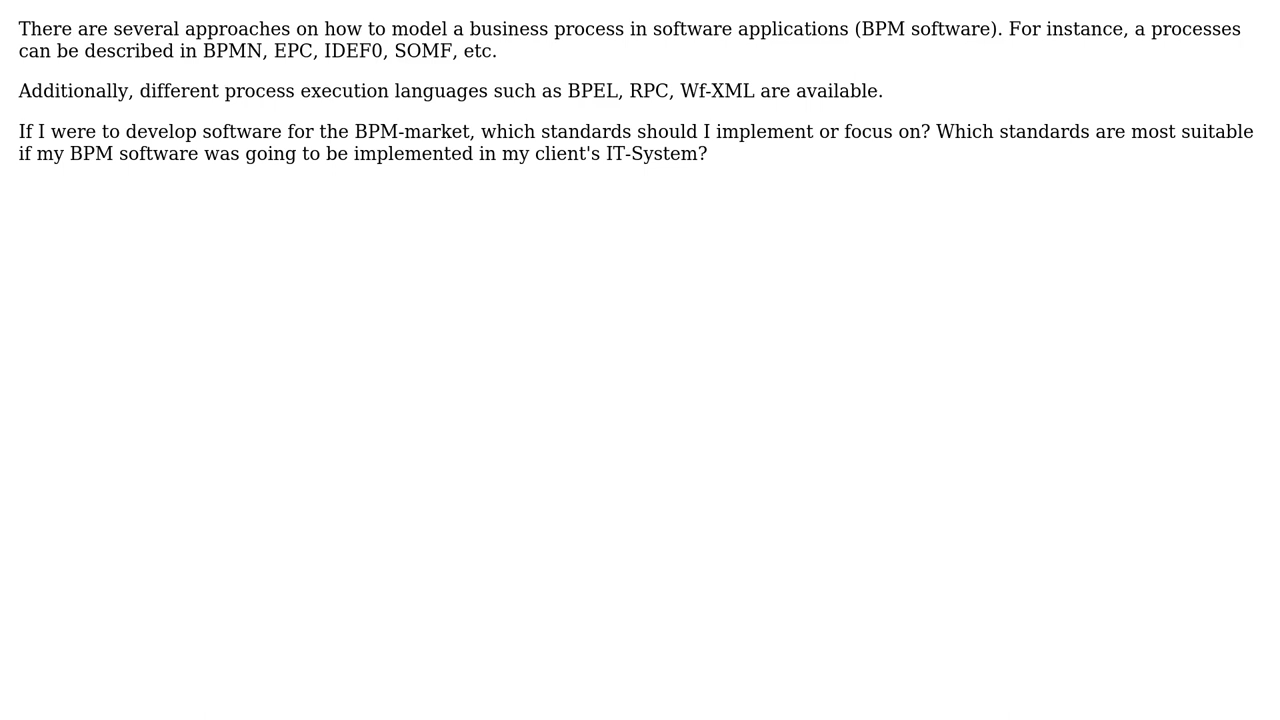 There are several approaches on how to model a business process in software applications (BPM software). For instance, a processes
can be described in BPMN, EPC, IDEF0, SOMF, etc.
Additionally, different process execution languages such as BPEL, RPC, Wf-XML are available.
If I were to develop software for the BPM-market, which standards should I implement or focus on? Which standards are most suitable
if my BPM software was going to be implemented in my client's IT-System?